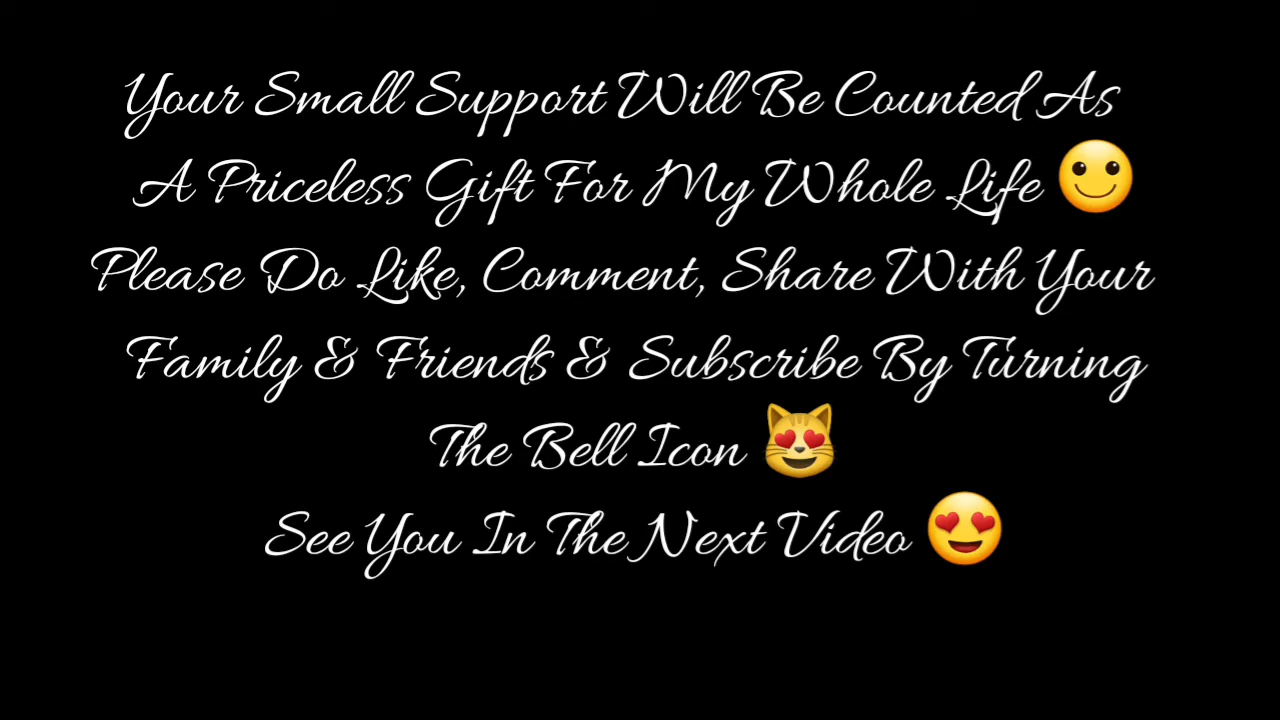 Your Small Support Will Be Counted As
A Priceless Gift For My Whole Life 🙂
Please Do Like, Comment, Share With Your
Family & Friends & Subscribe By Turning
The Bell Icon 😻
See You In The Next Video 😍